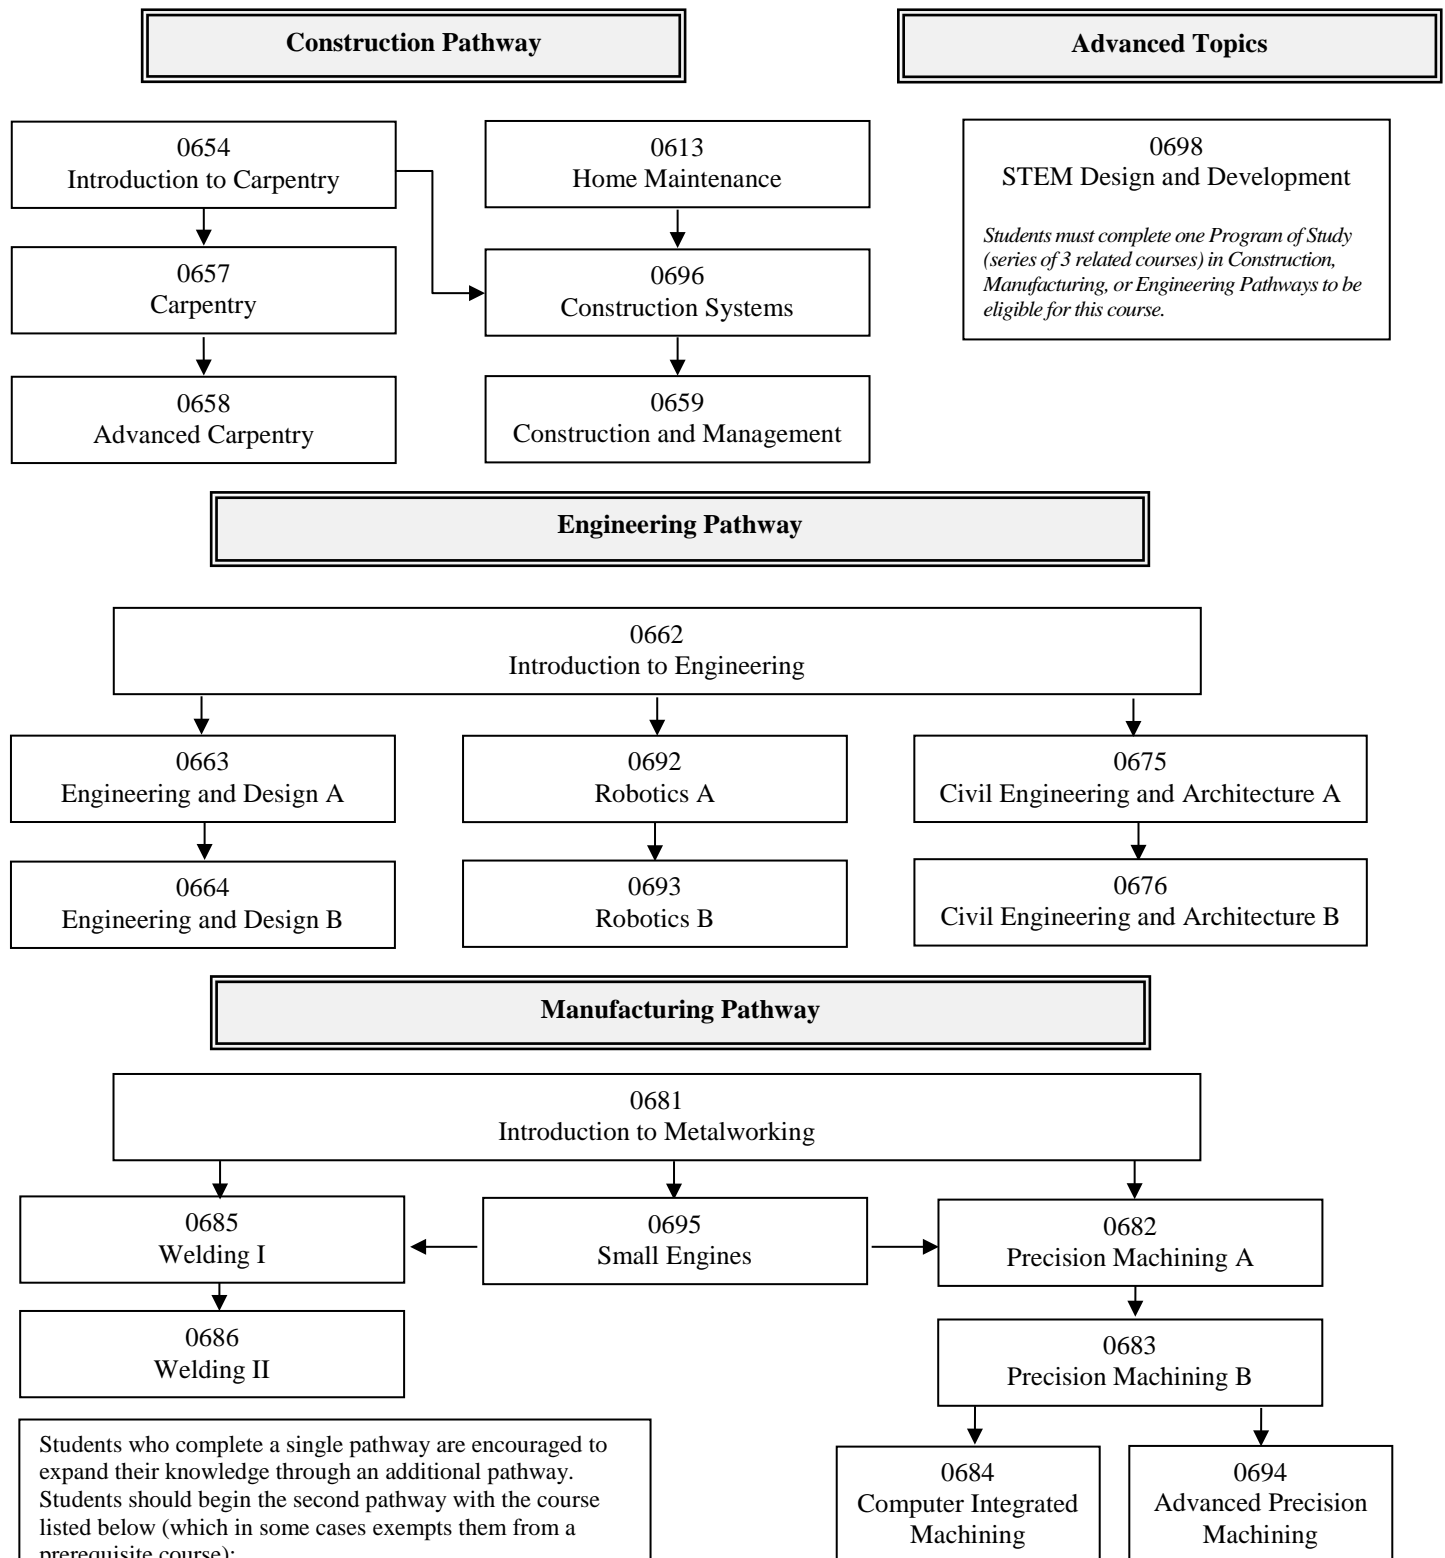 Construction Pathway
Advanced Topics
0654
Introduction to Carpentry
0613
Home Maintenance
0698
STEM Design and Development
Students must complete one Program of Study
(series of 3 related courses) in Construction,
Manufacturing, or Engineering Pathways to be
eligible for this course.
0657
Carpentry
0696
Construction Systems
0658
Advanced Carpentry
0659
Construction and Management
Engineering Pathway
0662
Introduction to Engineering
0663
Engineering and Design A
0692
Robotics A
0675
Civil Engineering and Architecture A
0664
Engineering and Design B
0693
Robotics B
0676
Civil Engineering and Architecture B
Manufacturing Pathway
0681
Introduction to Metalworking
0685
Welding I
0695
Small Engines
0682
Precision Machining A
0686
Welding II
0683
Precision Machining B
Students who complete a single pathway are encouraged to
expand their knowledge through an additional pathway.
Students should begin the second pathway with the course
listed below (which in some cases exempts them from a
prerequisite course):
0684
Computer Integrated
Machining
0694
Advanced Precision
Machining